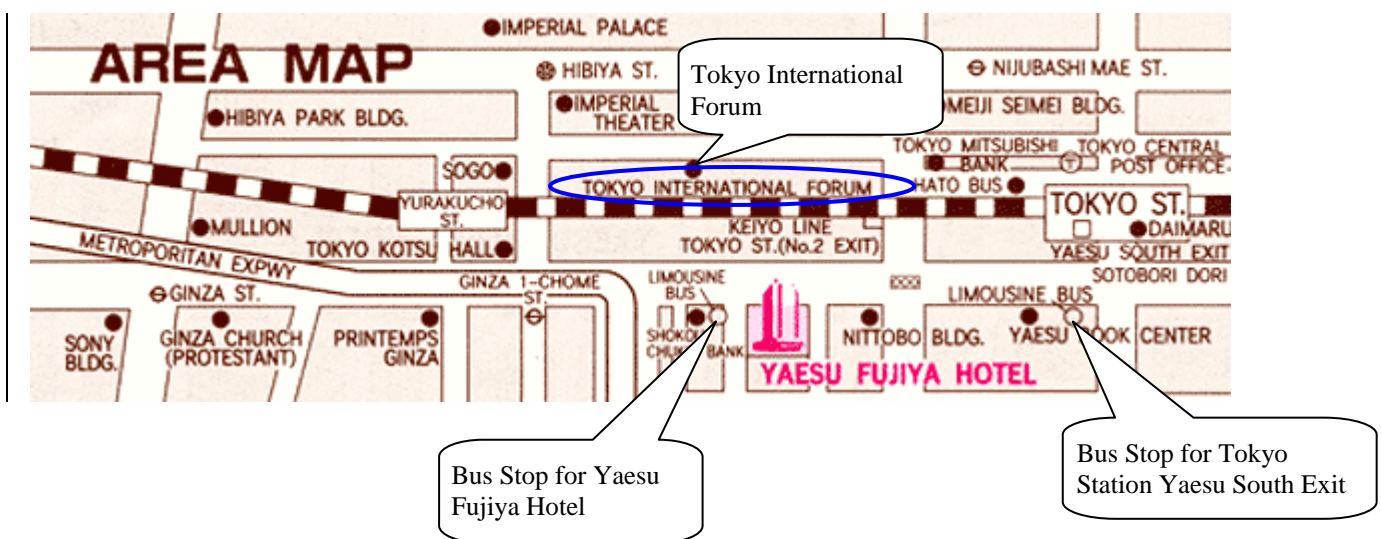 IMPERIAL PALACE
AREA MAP
HIBIYA ST.
Tokyo International
Forum
NIJUBASHI MAE ST.
HIBIYA PARK BLDG.
IMPERIAL
THEATER
MEIJI SEIMEI BLDG.
TOKYO MITSUBISHI
BANK
TOKYO CENTRAL
POST OFFICE
SOGO
TOKYO INTERNATIONAL FORUM
HATO BUS
YURAKUCHO
ST.
TOKYO ST.
MULLION
TOKYO KOTSU HALL
KEIYO LINE
TOKYO ST.(No.2 EXIT)
DAIMARU
YAESU SOUTH EXIT
METROPORITAN EXPWY
SOTOBORI DORI
GINZA ST.
GINZA 1-CHOME
ST.
LIMOUSINE
BUS
LIMOUSINE BUS
SONY
BLDG.
GINZA CHURCH
(PROTESTANT)
PRINTEMPS
GINZA
BANK
NITTOBO BLDG.
YAESU BOOK CENTER
YAESU FUJIYA HOTEL
Bus Stop for Yaesu
Fujiya Hotel
Bus Stop for Tokyo
Station Yaesu South Exit